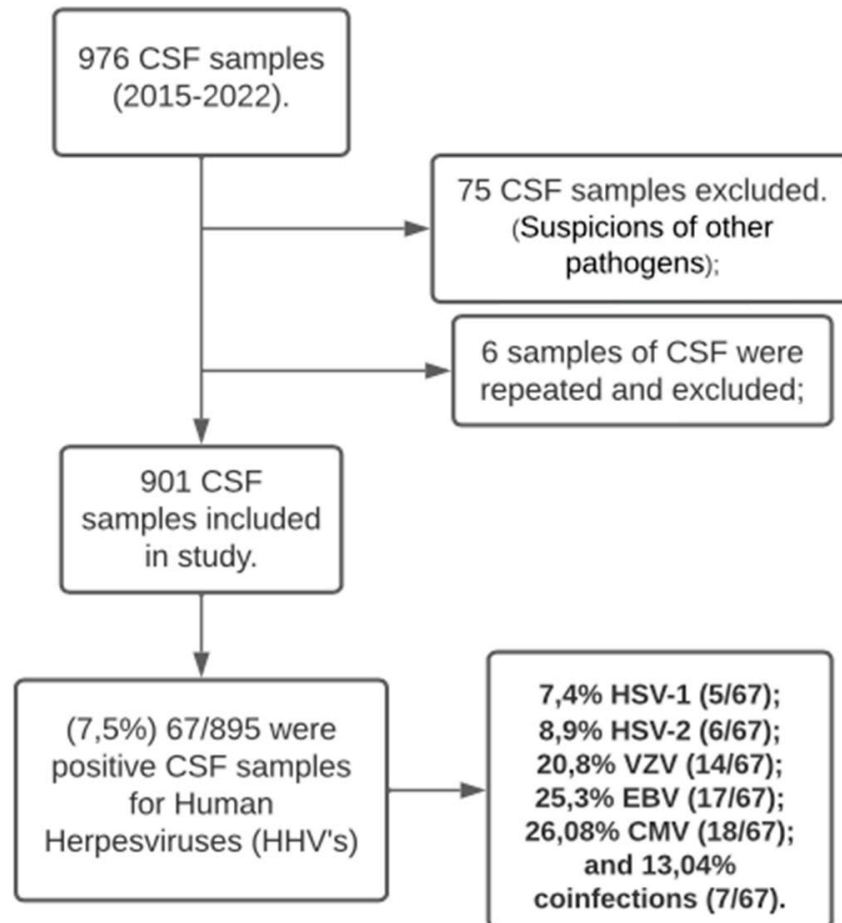 976 CSF samples
(2015-2022).
75 CSF samples excluded.
(Suspicions of other
pathogens);
6 samples of CSF were
repeated and excluded;
901 CSF
samples included
in study.
(7,5%) 67/895 were
positive CSF samples
for Human
Herpesviruses (HHV's)
7,4% HSV-1 (5/67);
8,9% HSV-2 (6/67);
20,8% VZV (14/67);
25,3% EBV (17/67);
26,08% CMV (18/67);
and 13,04%
coinfections (7/67).